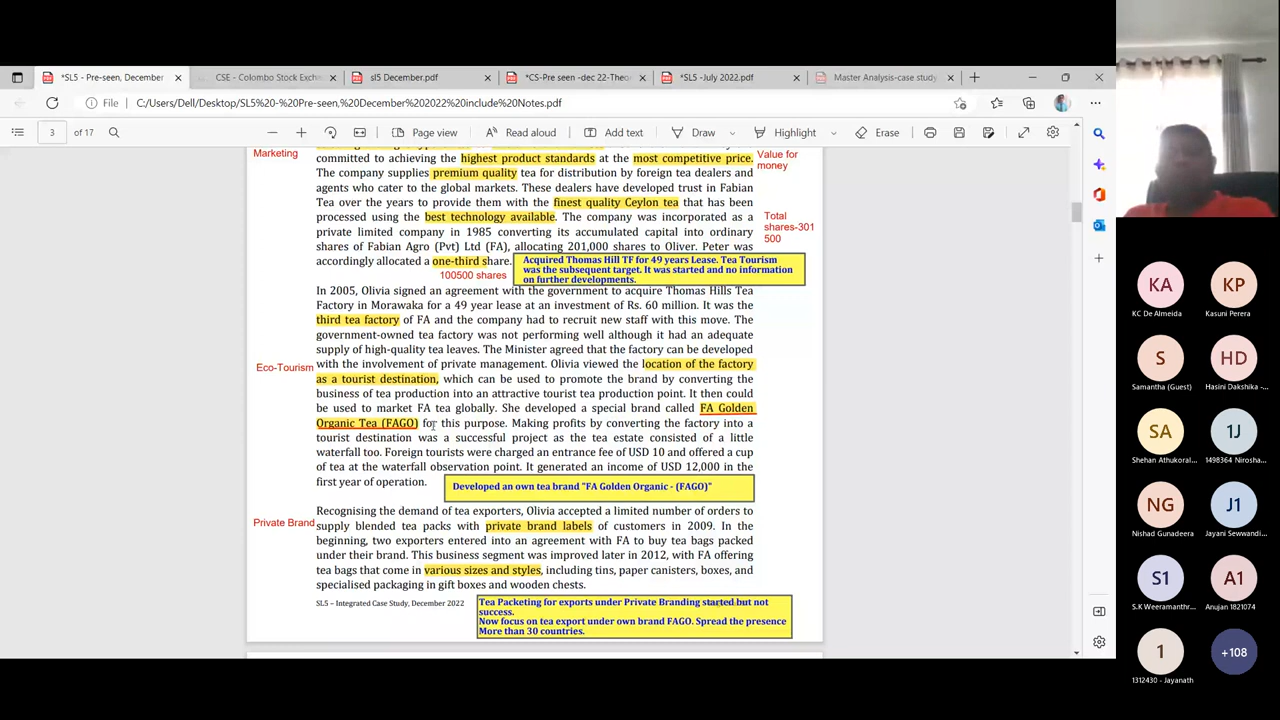 *SL5 - Pre-seen, December
CSE - Colombo Stock Exch
sl5 December.pdf
*CS-Pre seen -dec 22-Theo
*SL5 -July 2022.pdf
Master Analysis-case study
File
C:/Users/Dell/Desktop/SL5%20-%20Pre-seen,%20December%202022%20include%20Notes.pdf
3 of 17
Page view
Read aloud
Add text
Draw
Highlight
Erase
Marketing
committed to achieving the highest product standards at the most competitive price.
Value for
money
The company supplies premium quality tea for distribution by foreign tea dealers and
agents who cater to the global markets. These dealers have developed trust in Fabian
Tea over the years to provide them with the finest quality Ceylon tea that has been
processed using the best technology available. The company was incorporated as a
private limited company in 1985 converting its accumulated capital into ordinary
shares of Fabian Agro (Pvt) Ltd (FA), allocating 201,000 shares to Oliver. Peter was
accordingly allocated a one-third share.
Total
shares-301
500
100500 shares
Acquired Thomas Hill TF for 49 years Lease. Tea Tourism
was the subsequent target. It was started and no information
on further developments.
In 2005, Olivia signed an agreement with the government to acquire Thomas Hills Tea
Factory in Morawaka for a 49 year lease at an investment of Rs. 60 million. It was the
third tea factory of FA and the company had to recruit new staff with this move. The
government-owned tea factory was not performing well although it had an adequate
supply of high-quality tea leaves. The Minister agreed that the factory can be developed
with the involvement of private management. Olivia viewed the location of the factory
Eco-Tourism
as a tourist destination, which can be used to promote the brand by converting the
business of tea production into an attractive tourist tea production point. It then could
be used to market FA tea globally. She developed a special brand called FA Golden
Organic Tea (FAGO) for this purpose. Making profits by converting the factory into a
tourist destination was a successful project as the tea estate consisted of a little
waterfall too. Foreign tourists were charged an entrance fee of USD 10 and offered a cup
of tea at the waterfall observation point. It generated an income of USD 12,000 in the
first year of operation.
Developed an own tea brand "FA Golden Organic - (FAGO)"
Recognising the demand of tea exporters, Olivia accepted a limited number of orders to
Private Brand
supply blended tea packs with private brand labels of customers in 2009. In the
beginning, two exporters entered into an agreement with FA to buy tea bags packed
under their brand. This business segment was improved later in 2012, with FA offering
tea bags that come in various sizes and styles, including tins, paper canisters, boxes, and
specialised packaging in gift boxes and wooden chests.
SL5 – Integrated Case Study, December 2022
Tea Packeting for exports under Private Branding started but not
success.
Now focus on tea export under own brand FAGO. Spread the presence
More than 30 countries.
KA
KC De Almeida
KP
Kasuni Perera
S
Samantha (Guest)
HD
Hasini Dakshika -...
SA
Shehan Athukoral...
1J
1498364 Nirosha...
NG
Nishad Gunadeera
J1
Jayani Sewwandi...
S1
S.K Weeramanthr...
A1
Anujan 1821074
1
1312430 - Jayanath
+108